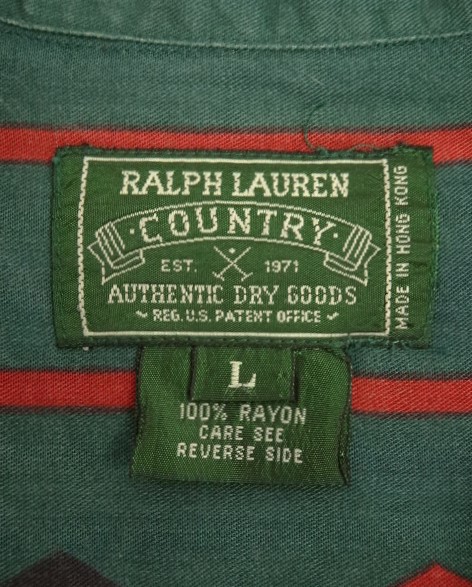 RALPH LAUREN
·COUNTRY·
EST. 1971
AUTHENTIC DRY GOODS
~ REG. U.S. PATENT OFFICE ~
MADE IN HONG KONG
L
100% RAYON
CARE SEE
REVERSE SIDE